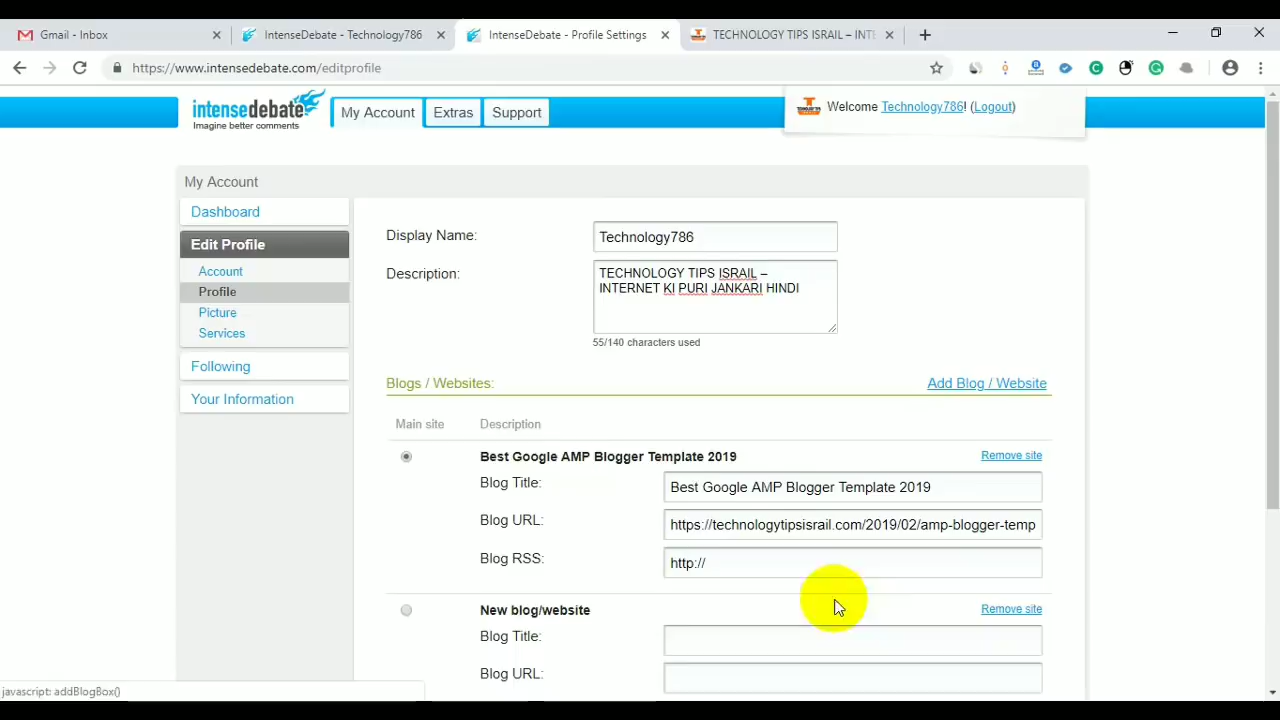 Gmail - Inbox
IntenseDebate - Technology786
IntenseDebate - Profile Settings
TECHNOLOGY TIPS ISRAIL – INTE
https://www.intensedebate.com/editprofile
intensedebate
Imagine better comments
My Account
Extras
Support
Welcome Technology786! (Logout)
My Account
Dashboard
Edit Profile
Account
Profile
Picture
Services
Following
Your Information
Display Name:
Technology786
Description:
TECHNOLOGY TIPS ISRAIL –
INTERNET KI PURI JANKARI HINDI
55/140 characters used
Blogs / Websites:
Add Blog / Website
Main site
Description
Best Google AMP Blogger Template 2019
Remove site
Blog Title:
Best Google AMP Blogger Template 2019
Blog URL:
https://technologytipsisrail.com/2019/02/amp-blogger-temp
Blog RSS:
http://
New blog/website
Remove site
Blog Title:
Blog URL:
javascript: addBlogBox()